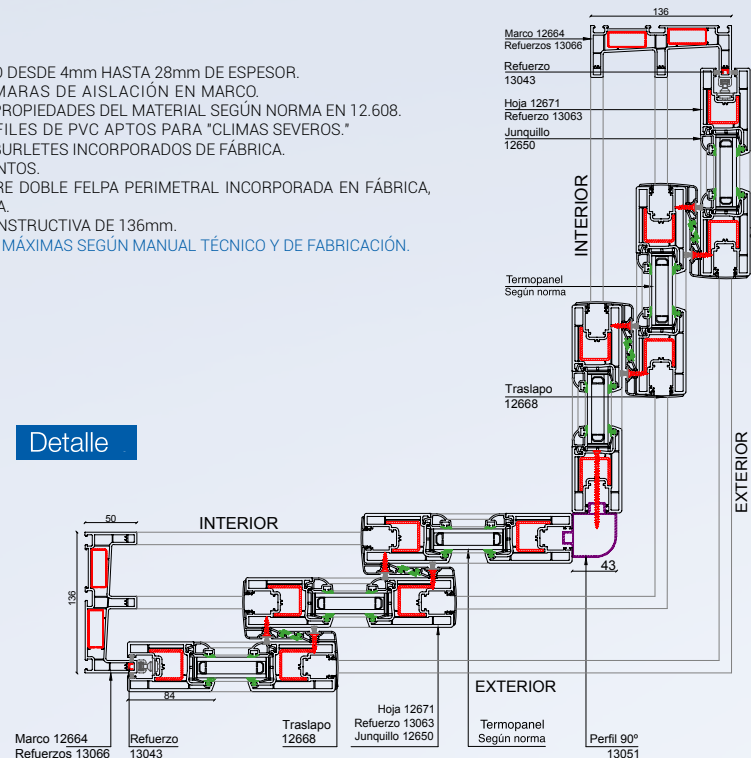 O DESDE 4mm HASTA 28mm DE ESPESOR.
MARAS DE AISLACIÓN EN MARCO.
PROPIEDADES DEL MATERIAL SEGÚN NORMA EN 12.608.
FILES DE PVC APTOS PARA "CLIMAS SEVEROS."
BURLETES INCORPORADOS DE FÁBRICA.
NTOS.
RE DOBLE FELPA PERIMETRAL INCORPORADA EN FÁBRICA,
A.
NSTRUCTIVA DE 136mm.
MÁXIMAS SEGÚN MANUAL TÉCNICO Y DE FABRICACIÓN.
136
Marco 12664
Refuerzos 13066
Refuerzo
13043
Hoja 12671
Refuerzo 13063
Junquillo
12650
INTERIOR
Termopanel
Según norma
Traslapo
12668
EXTERIOR
Detalle
50
INTERIOR
136
43
84
EXTERIOR
Marco 12664
Refuerzos 13066
Refuerzo
13043
Traslapo
12668
Hoja 12671
Refuerzo 13063
Junquillo 12650
Termopanel
Según norma
Perfil 90º
13051